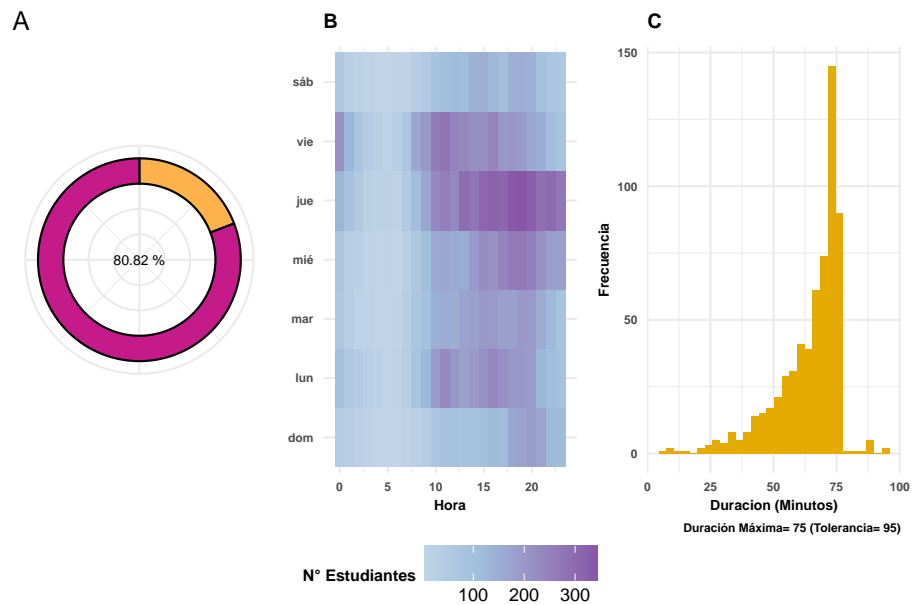 A
80.82 %
B
sáb
vie
jue
mié
mar
lun
dom
0 5 10 15 20
Hora
N° Estudiantes
100 200 300
C
150
100
50
0
Frecuencia
0 25 50 75 100
Duracion (Minutos)
Duración Máxima= 75 (Tolerancia= 95)